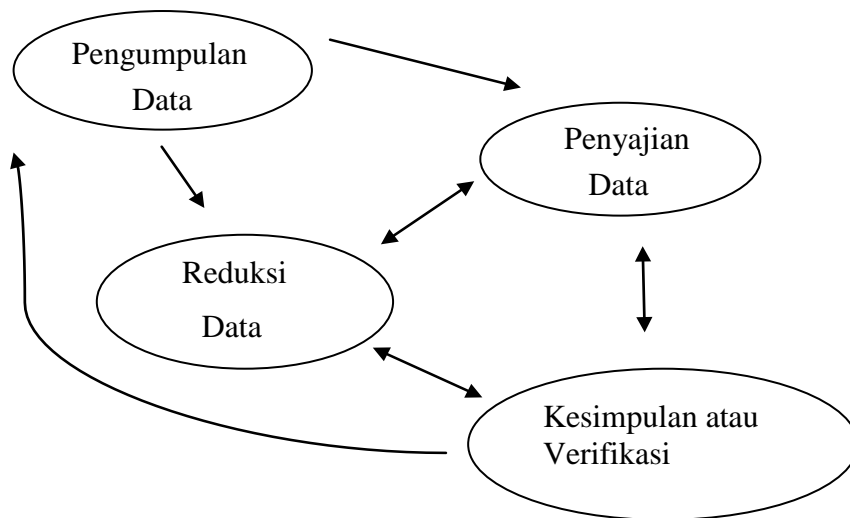 Pengumpulan
Data
Penyajian
Data
Reduksi
Data
Kesimpulan atau
Verifikasi